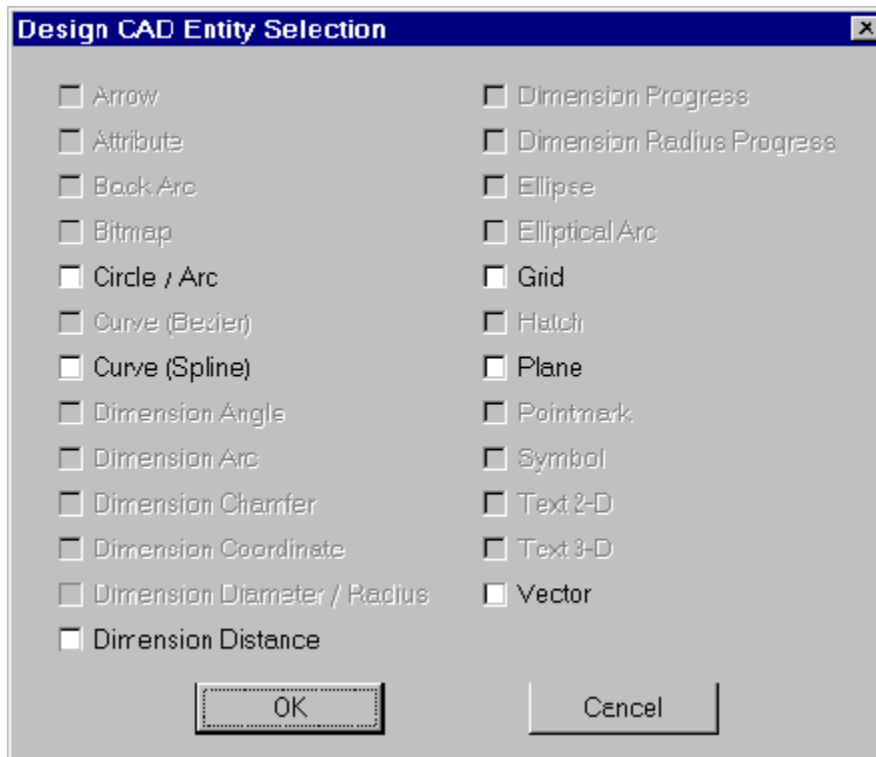 Design CAD Entity Selection
Arrow
Attribute
Back Arc
Bitmap
Circle / Arc
Curve (Bezier)
Curve (Spline)
Dimension Angle
Dimension Arc
Dimension Chamfer
Dimension Coordinate
Dimension Diameter / Radius
Dimension Distance
Dimension Progress
Dimension Radius Progress
Ellipse
Elliptical Arc
Grid
Hatch
Plane
Pointmark
Symbol
Text 2-D
Text 3-D
Vector
OK
Cancel